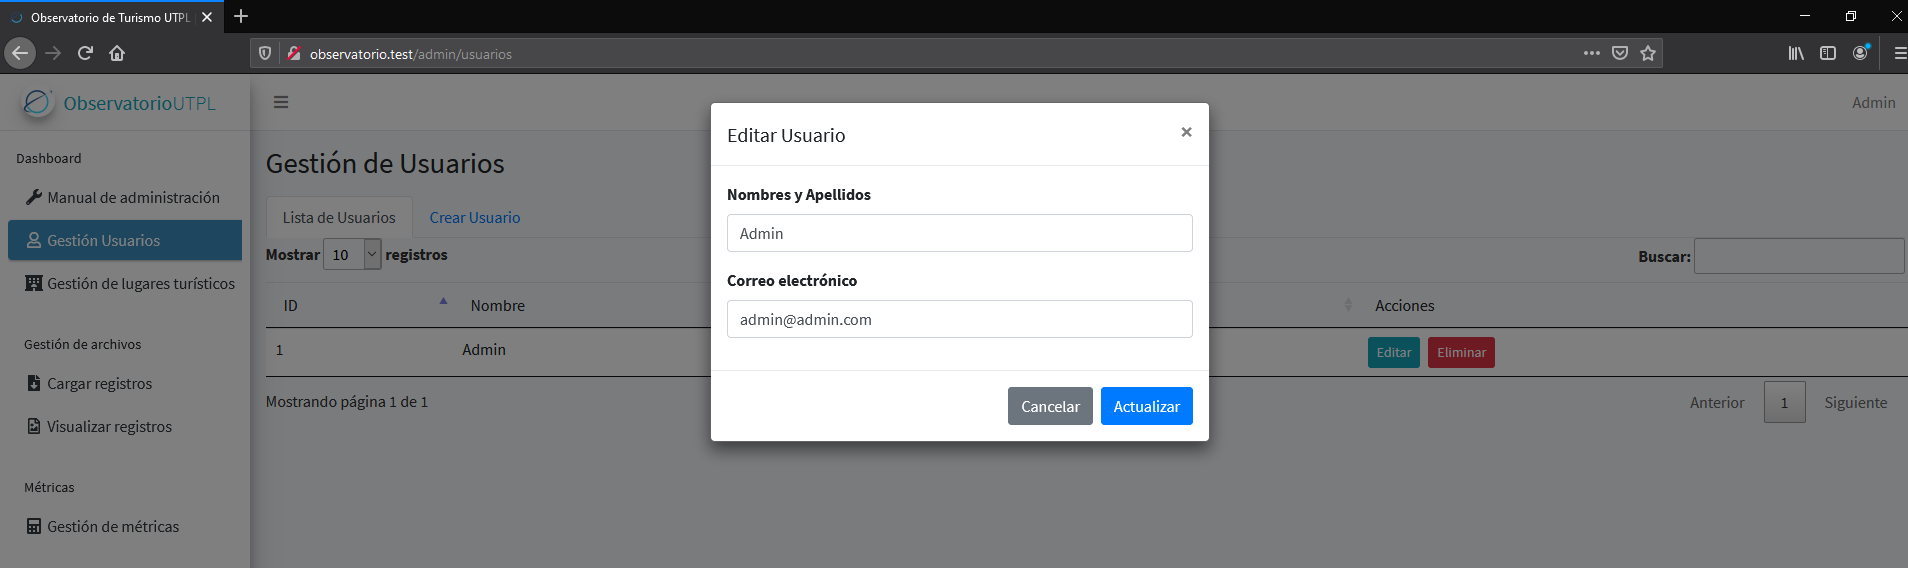 Observatorio de Turismo UTPL
observatorio.test/admin/usuarios
ObservatorioUTPL
Admin
Dashboard
Manual de administración
Gestión Usuarios
Gestión de lugares turísticos
Gestión de archivos
Cargar registros
Visualizar registros
Métricas
Gestión de métricas
Gestión de Usuarios
Lista de Usuarios Crear Usuario
Mostrar 10 registros
Buscar:
ID Nombre Acciones
1 Admin Editar Eliminar
Mostrando página 1 de 1
Anterior 1 Siguiente
Editar Usuario
×
Nombres y Apellidos
Admin
Correo electrónico
admin@admin.com
Cancelar Actualizar